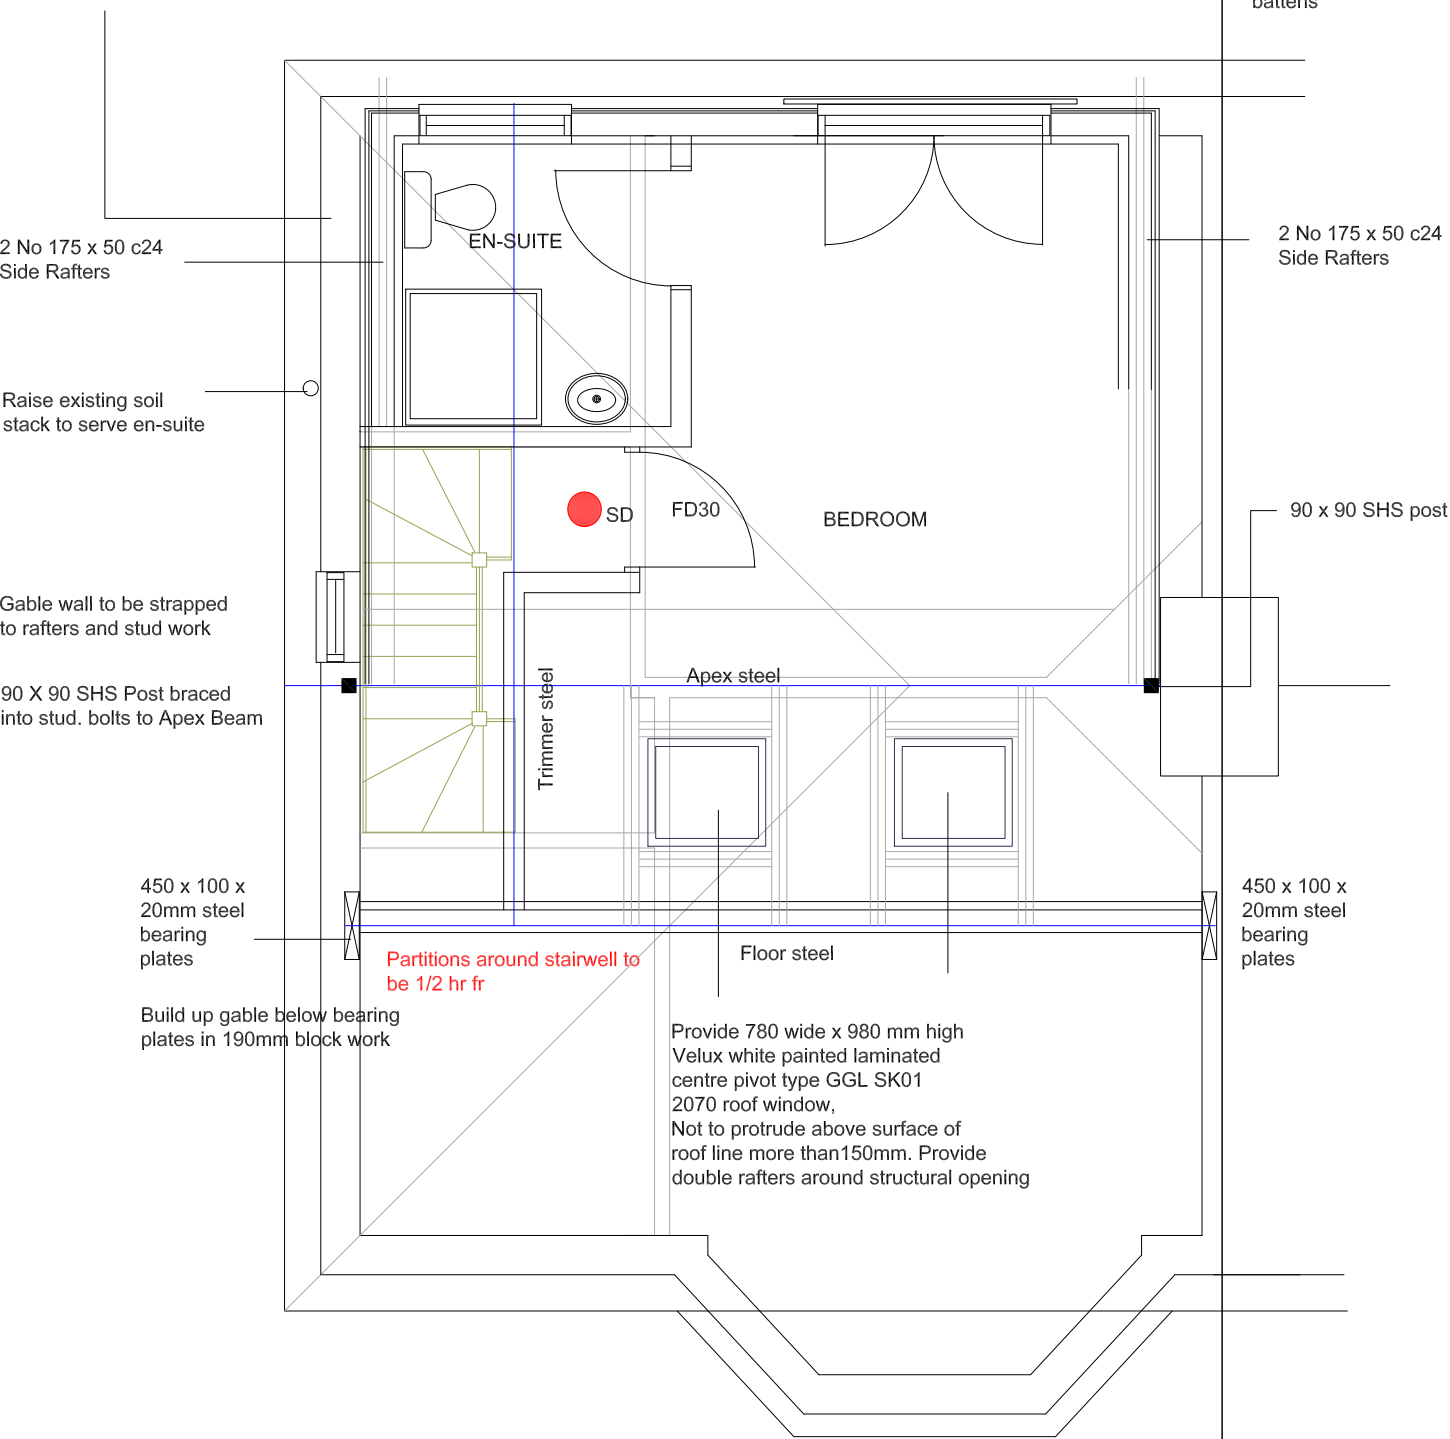 battens
2 No 175 x 50 c24
Side Rafters
2 No 175 x 50 c24
Side Rafters
EN-SUITE
Raise existing soil
stack to serve en-suite
SD
FD30
BEDROOM
90 x 90 SHS post
Gable wall to be strapped
to rafters and stud work
90 X 90 SHS Post braced
into stud. bolts to Apex Beam
Apex steel
Trimmer steel
450 x 100 x
20mm steel
bearing
plates
450 x 100 x
20mm steel
bearing
plates
Partitions around stairwell to
be 1/2 hr fr
Floor steel
Build up gable below bearing
plates in 190mm block work
Provide 780 wide x 980 mm high
Velux white painted laminated
centre pivot type GGL SK01
2070 roof window,
Not to protrude above surface of
roof line more than150mm. Provide
double rafters around structural opening